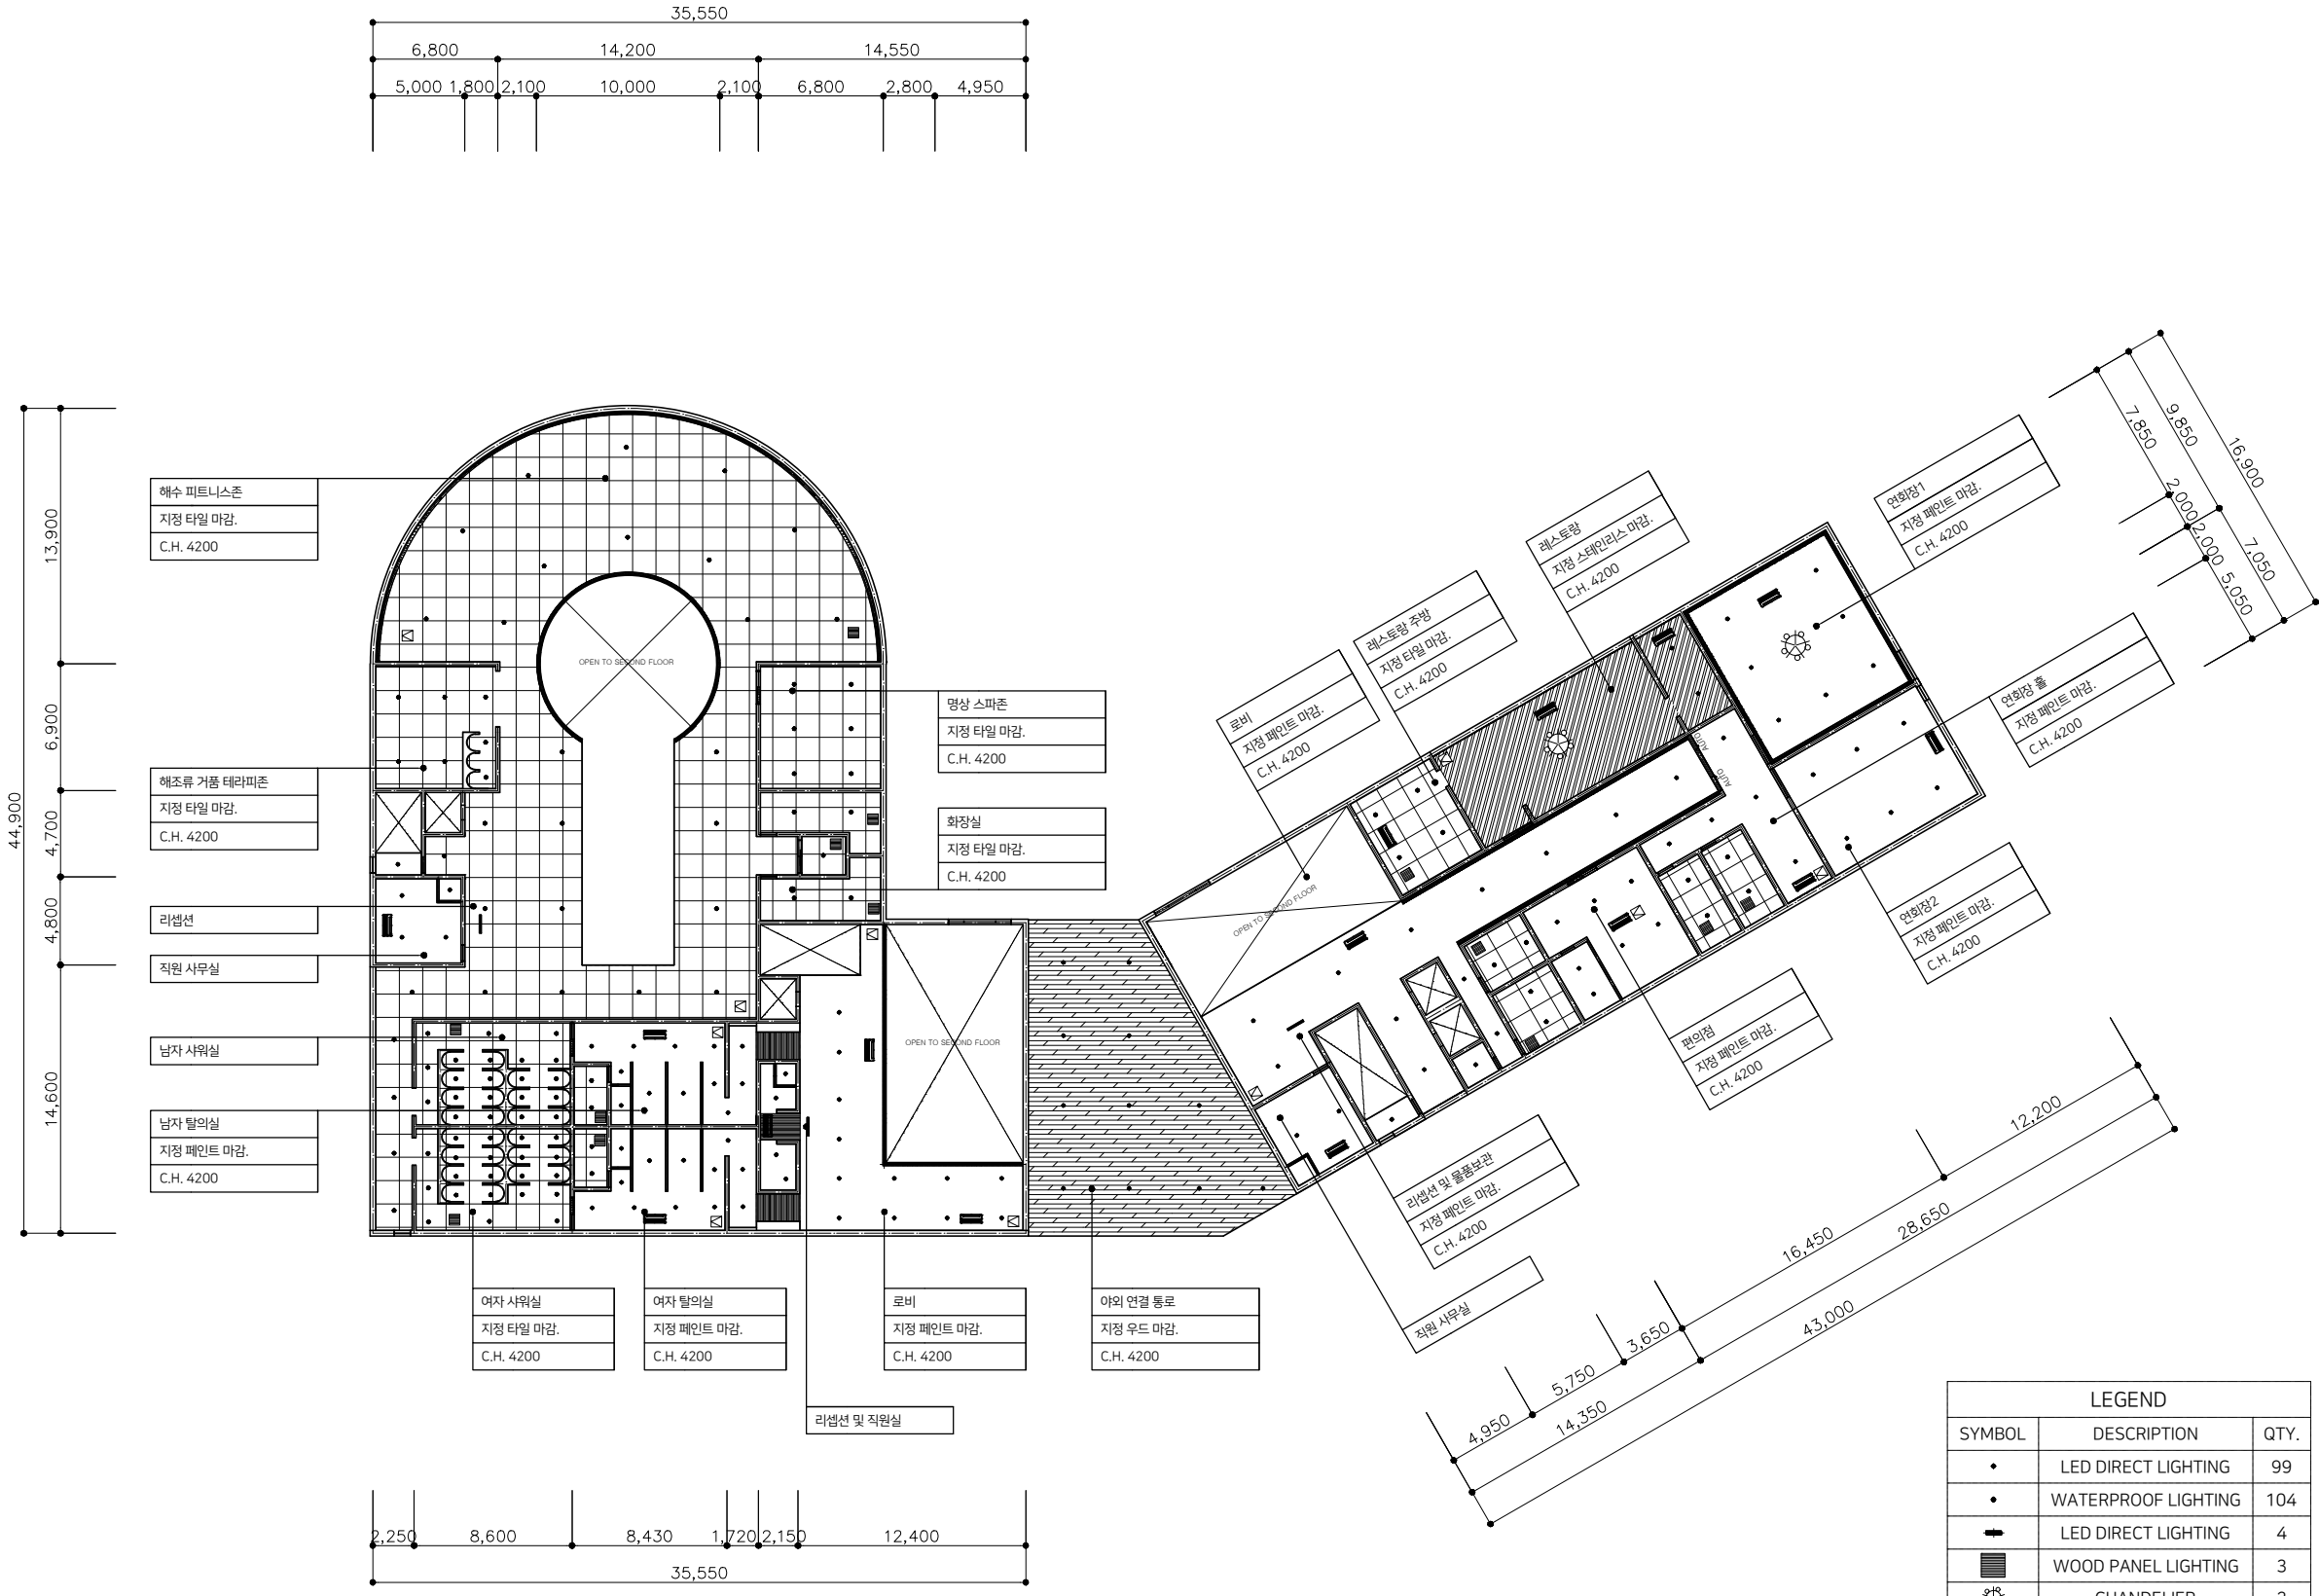 35,550
6,800
14,200
14,550
5,000
1,800
2,100
10,000
2,100
6,800
2,800
4,950
44,900
13,900
6,900
4,700
4,800
14,600
해수 피트니스존
지정 타일 마감.
C.H. 4200
해조류 거품 테라피존
지정 타일 마감.
C.H. 4200
리셉션
직원 사무실
남자 샤워실
남자 탈의실
지정 페인트 마감.
C.H. 4200
OPEN TO SECOND FLOOR
명상 스파존
지정 타일 마감.
C.H. 4200
화장실
지정 타일 마감.
C.H. 4200
OPEN TO SECOND FLOOR
여자 샤워실
지정 타일 마감.
C.H. 4200
여자 탈의실
지정 페인트 마감.
C.H. 4200
로비
지정 페인트 마감.
C.H. 4200
야외 연결 통로
지정 우드 마감.
C.H. 4200
리셉션 및 직원실
2,250
8,600
8,430
1,720
2,150
12,400
35,550
로비
지정 페인트 마감.
C.H. 4200
레스토랑 주방
지정 타일 마감.
C.H. 4200
레스토랑
지정 스테인리스 마감.
C.H. 4200
연회장1
지정 페인트 마감.
C.H. 4200
연회장 홀
지정 페인트 마감.
C.H. 4200
연회장2
지정 페인트 마감.
C.H. 4200
편의점
지정 페인트 마감.
C.H. 4200
리셉션 및 물품보관
지정 페인트 마감.
C.H. 4200
직원 사무실
OPEN TO SECOND FLOOR
AUTO
AUTO
7,850
9,850
16,900
2,000
2,000
7,050
5,050
12,200
16,450
28,650
3,650
43,000
5,750
4,950
14,350
LEGEND
SYMBOL DESCRIPTION QTY.
LED DIRECT LIGHTING 99
WATERPROOF LIGHTING 104
LED DIRECT LIGHTING 4
WOOD PANEL LIGHTING 3
CHANDELIER